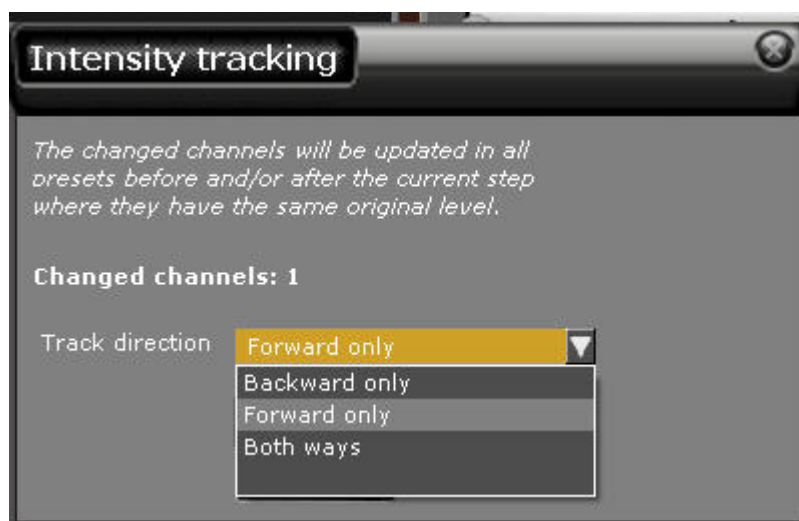 Intensity tracking
The changed channels will be updated in all
presets before and/or after the current step
where they have the same original level.
Changed channels: 1
Track direction Forward only
Backward only
Forward only
Both ways